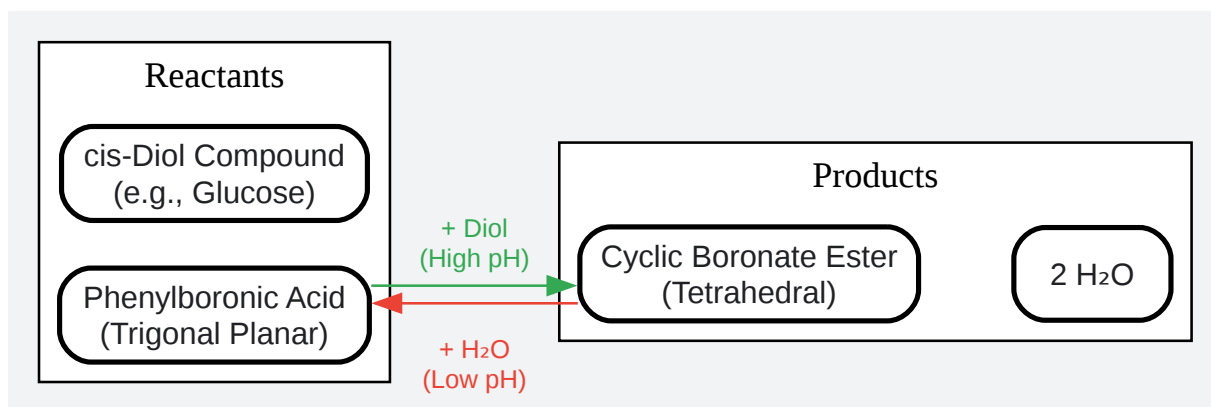 Reactants
cis-Diol Compound
(e.g., Glucose)
Phenylboronic Acid
(Trigonal Planar)
+ Diol
(High pH)
+ H₂O
(Low pH)
Products
Cyclic Boronate Ester
(Tetrahedral)
2 H₂O